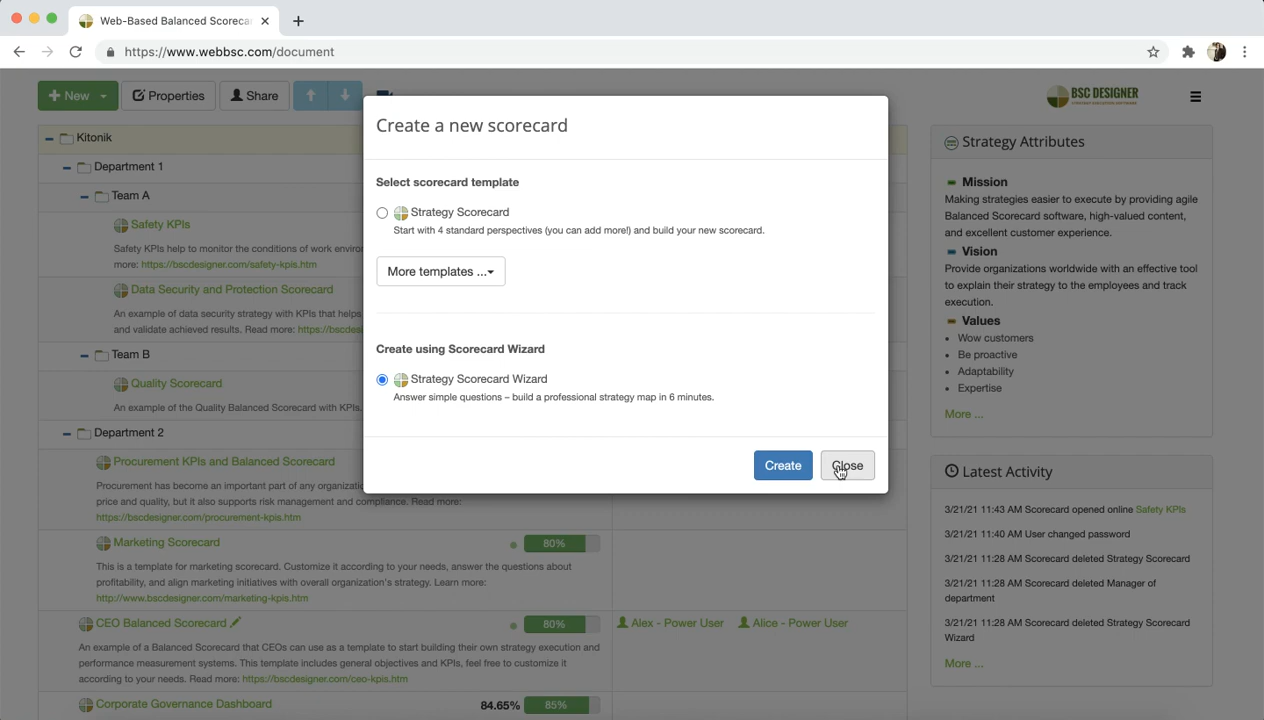 Web-Based Balanced Scoreca
https://www.webbsc.com/document
New
Properties
Share
BSC DESIGNER
Kitonik
Department 1
Team A
Safety KPIs
Safety KPIs help to monitor the conditions of work enviro
more: https://bscdesigner.com/safety-kpis.htm
Data Security and Protection Scorecard
An example of data security strategy with KPIs that helps
and validate achieved results. Read more: https://bscdesi
Team B
Quality Scorecard
An example of the Quality Balanced Scorecard with KPIs.
Department 2
Procurement KPIs and Balanced Scorecard
Procurement has become an important part of any organizatio
price and quality, but it also supports risk management and compliance. Read more:
https://bscdesigner.com/procurement-kpis.htm
Marketing Scorecard
80%
This is a template for marketing scorecard. Customize it according to your needs, answer the questions about
profitability, and align marketing initiatives with overall organization's strategy. Learn more:
http://www.bscdesigner.com/marketing-kpis.htm
CEO Balanced Scorecard
80%
Alex - Power User
Alice - Power User
An example of a Balanced Scorecard that CEOs can use as a template to start building their own strategy execution and
performance measurement systems. This template includes general objectives and KPIs, feel free to customize it
according to your needs. Read more: https://bscdesigner.com/ceo-kpis.htm
Corporate Governance Dashboard
84.65%
85%
Create a new scorecard
Select scorecard template
Strategy Scorecard
Start with 4 standard perspectives (you can add more!) and build your new scorecard.
More templates ...
Create using Scorecard Wizard
Strategy Scorecard Wizard
Answer simple questions – build a professional strategy map in 6 minutes.
Create
Close
Strategy Attributes
Mission
Making strategies easier to execute by providing agile
Balanced Scorecard software, high-valued content,
and excellent customer experience.
Vision
Provide organizations worldwide with an effective tool
to explain their strategy to the employees and track
execution.
Values
Wow customers
Be proactive
Adaptability
Expertise
More ...
Latest Activity
3/21/21 11:43 AM Scorecard opened online Safety KPIs
3/21/21 11:40 AM User changed password
3/21/21 11:28 AM Scorecard deleted Strategy Scorecard
3/21/21 11:28 AM Scorecard deleted Manager of
department
3/21/21 11:28 AM Scorecard deleted Strategy Scorecard
Wizard
More ...